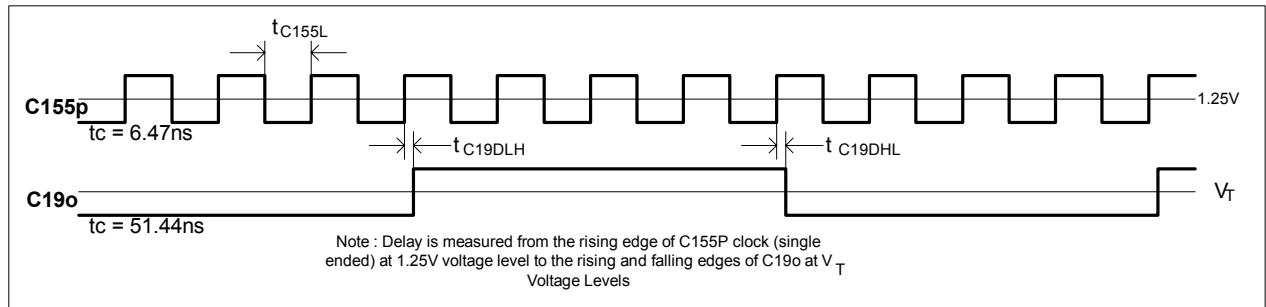 tC155L
C155p
1.25V
tc = 6.47ns
tC19DLH
tC19DHL
C19o
VT
tc = 51.44ns
Note : Delay is measured from the rising edge of C155P clock (single
ended) at 1.25V voltage level to the rising and falling edges of C19o at VT
Voltage Levels